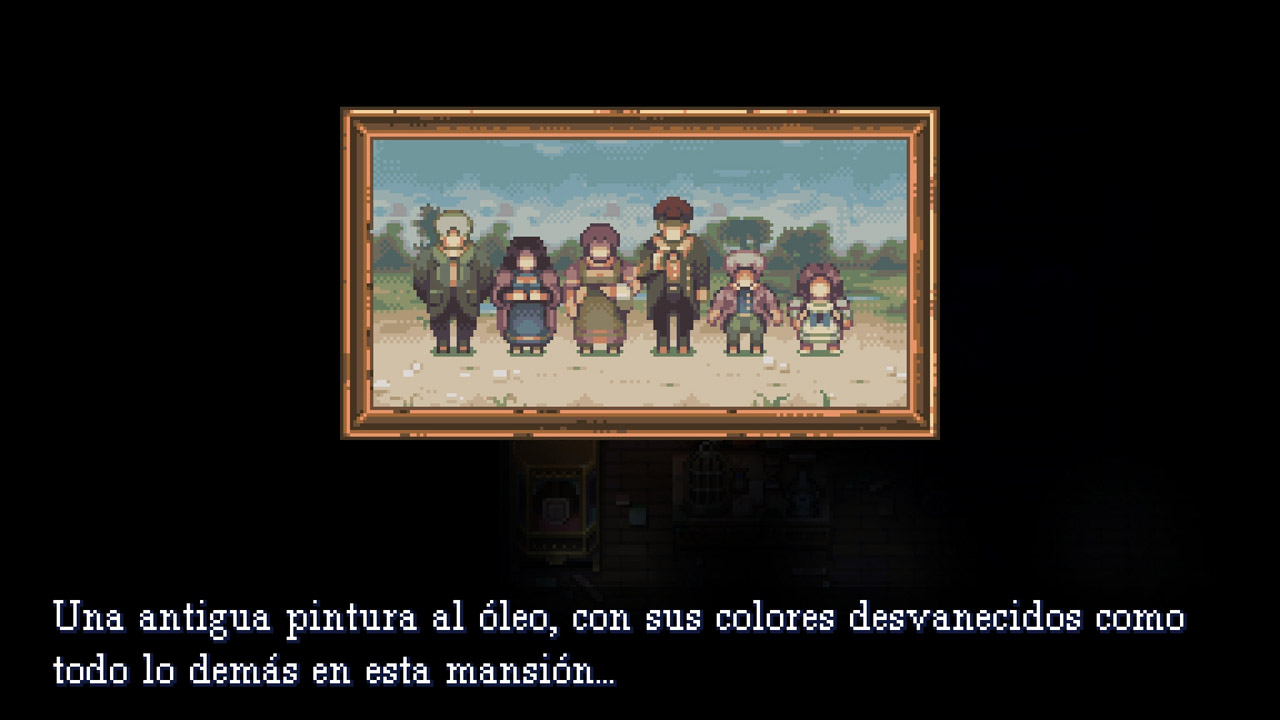 Una antigua pintura al óleo, con sus colores desvanecidos como
todo lo demás en esta mansión...